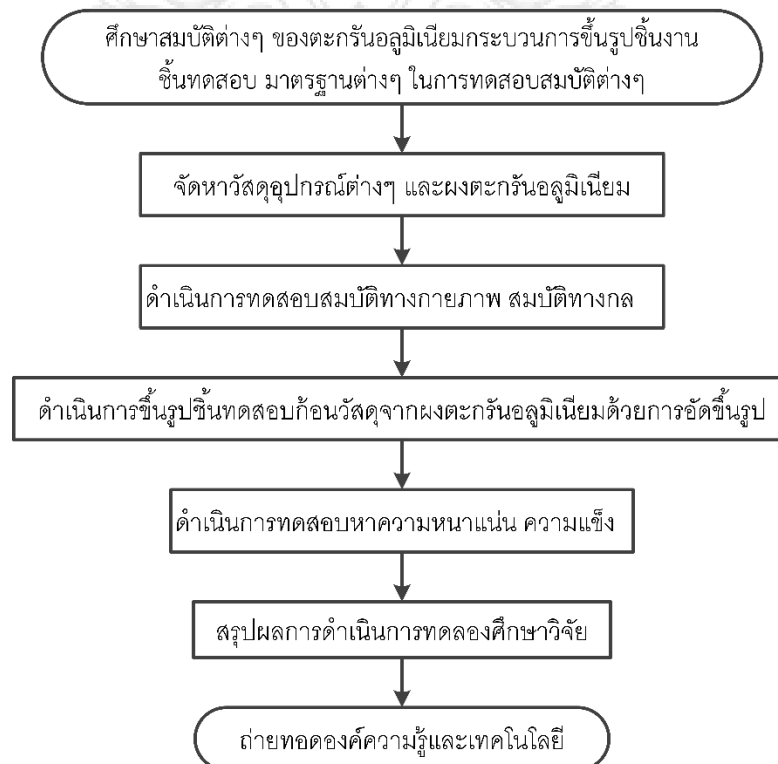 ศึกษาสมบัติต่างๆ ของตะกรันอลูมิเนียมกระบวนการขึ้นรูปชิ้นงาน
ชิ้นทดสอบ มาตรฐานต่างๆ ในการทดสอบสมบัติต่างๆ
จัดหาวัสดุอุปกรณ์ต่างๆ และผงตะกรันอลูมิเนียม
ดำเนินการทดสอบสมบัติทางกายภาพ สมบัติทางกล
ดำเนินการขึ้นรูปชิ้นทดสอบก้อนวัสดุจากผงตะกรันอลูมิเนียมด้วยการอัดขึ้นรูป
ดำเนินการทดสอบหาความหนาแน่น ความแข็ง
สรุปผลการดำเนินการทดลองศึกษาวิจัย
ถ่ายทอดองค์ความรู้และเทคโนโลยี